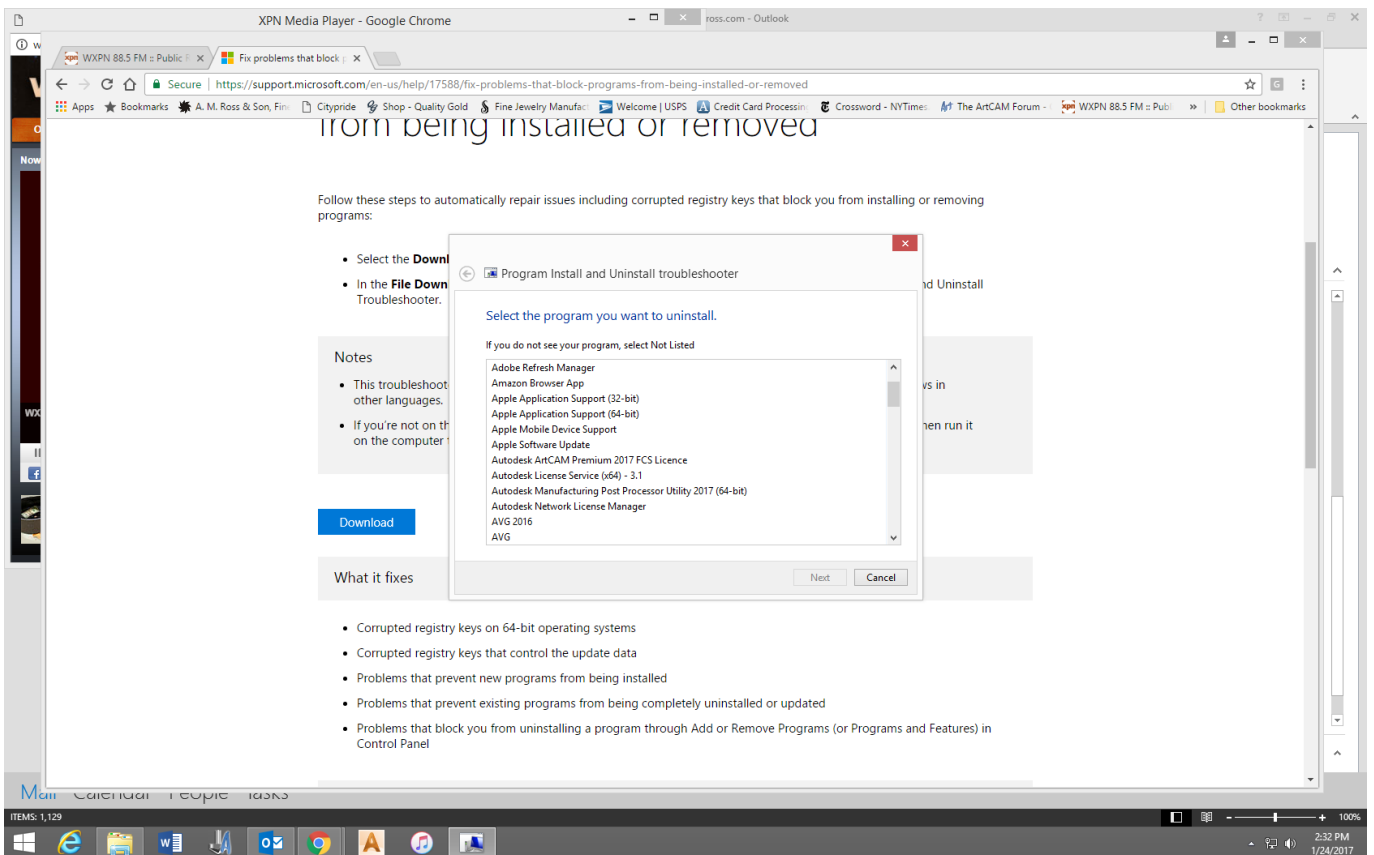 XPN Media Player - Google Chrome
ross.com - Outlook
WXPN 88.5 FM :: Public
Fix problems that block
Secure | https://support.microsoft.com/en-us/help/17588/fix-problems-that-block-programs-from-being-installed-or-removed
Apps Bookmarks A. M. Ross & Son, Fin Citypride Shop - Quality Gold Fine Jewelry Manufact Welcome | USPS Credit Card Processin Crossword - NYTimes. The ArtCAM Forum - WXPN 88.5 FM :: Publ » Other bookmarks
from being installed or removed
Now
Follow these steps to automatically repair issues including corrupted registry keys that block you from installing or removing
programs:
Select the Downl
In the File Down
nd Uninstall
Troubleshooter.
Program Install and Uninstall troubleshooter
Select the program you want to uninstall.
If you do not see your program, select Not Listed
Adobe Refresh Manager
Amazon Browser App
Apple Application Support (32-bit)
Apple Application Support (64-bit)
Apple Mobile Device Support
Apple Software Update
Autodesk ArtCAM Premium 2017 FCS Licence
Autodesk License Service (x64) - 3.1
Autodesk Manufacturing Post Processor Utility 2017 (64-bit)
Autodesk Network License Manager
AVG 2016
AVG
Next Cancel
Notes
This troubleshoot
ws in
other languages.
If you're not on th
hen run it
on the computer
WX
Download
What it fixes
Corrupted registry keys on 64-bit operating systems
Corrupted registry keys that control the update data
Problems that prevent new programs from being installed
Problems that prevent existing programs from being completely uninstalled or updated
Problems that block you from uninstalling a program through Add or Remove Programs (or Programs and Features) in
Control Panel
Mail Calendar People Tasks
ITEMS: 1,129
100%
2:32 PM
1/24/2017